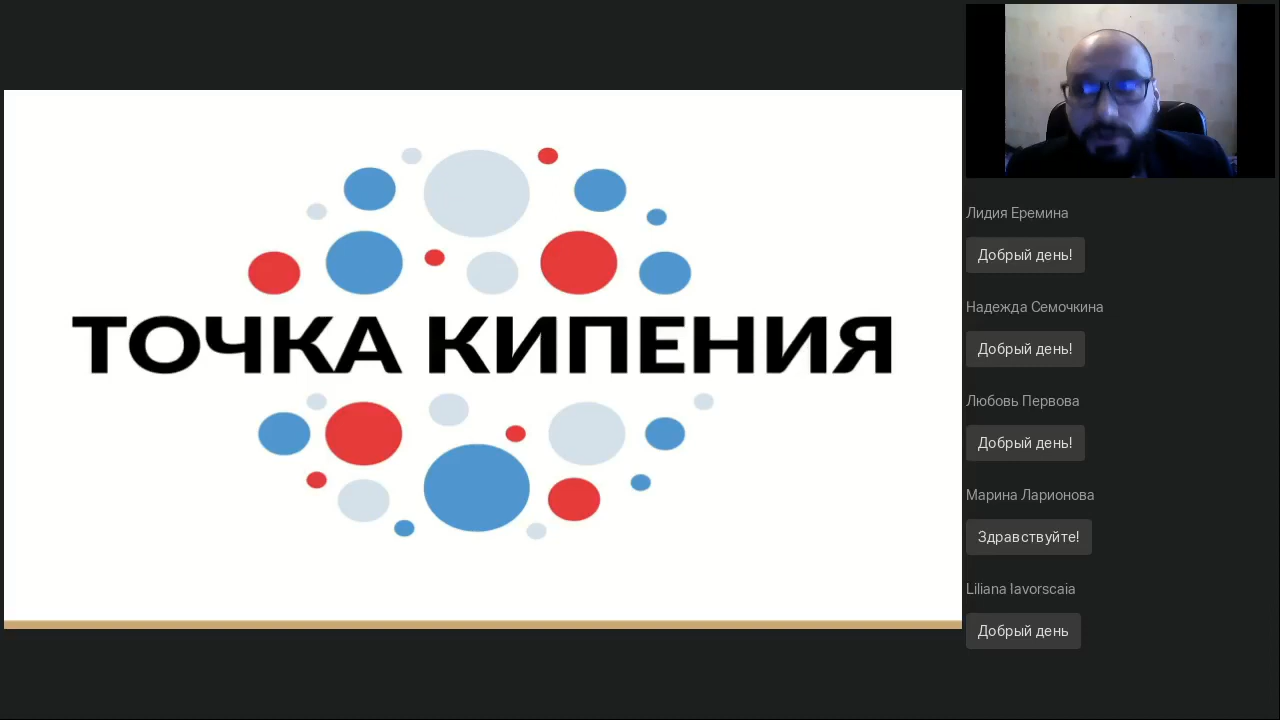 ТОЧКА КИПЕНИЯ
Лидия Еремина
Добрый день!
Надежда Семочкина
Добрый день!
Любовь Первова
Добрый день!
Марина Ларионова
Здравствуйте!
Liliana Iavorscaia
Добрый день